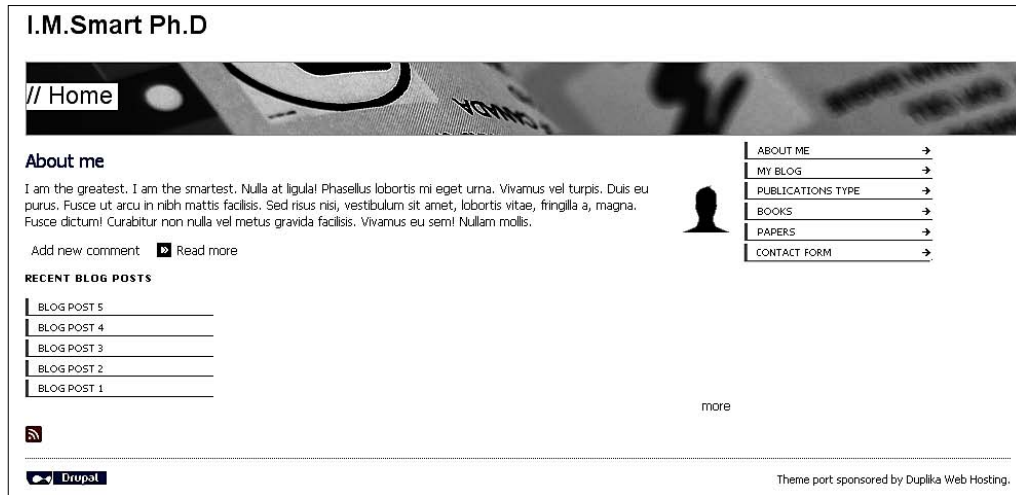 I.M.Smart Ph.D
// Home
CANADA
About me
I am the greatest. I am the smartest. Nulla at ligula! Phasellus lobortis mi eget urna. Vivamus vel turpis. Duis eu
purus. Fusce ut arcu in nibh mattis facilisis. Sed risus nisi, vestibulum sit amet, lobortis vitae, fringilla a, magna.
Fusce dictum! Curabitur non nulla vel metus gravida facilisis. Vivamus eu sem! Nullam mollis.
Add new comment Read more
RECENT BLOG POSTS
BLOG POST 5
BLOG POST 4
BLOG POST 3
BLOG POST 2
BLOG POST 1
more
ABOUT ME
MY BLOG
PUBLICATIONS TYPE
BOOKS
PAPERS
CONTACT FORM
Drupal
Theme port sponsored by Duplika Web Hosting.